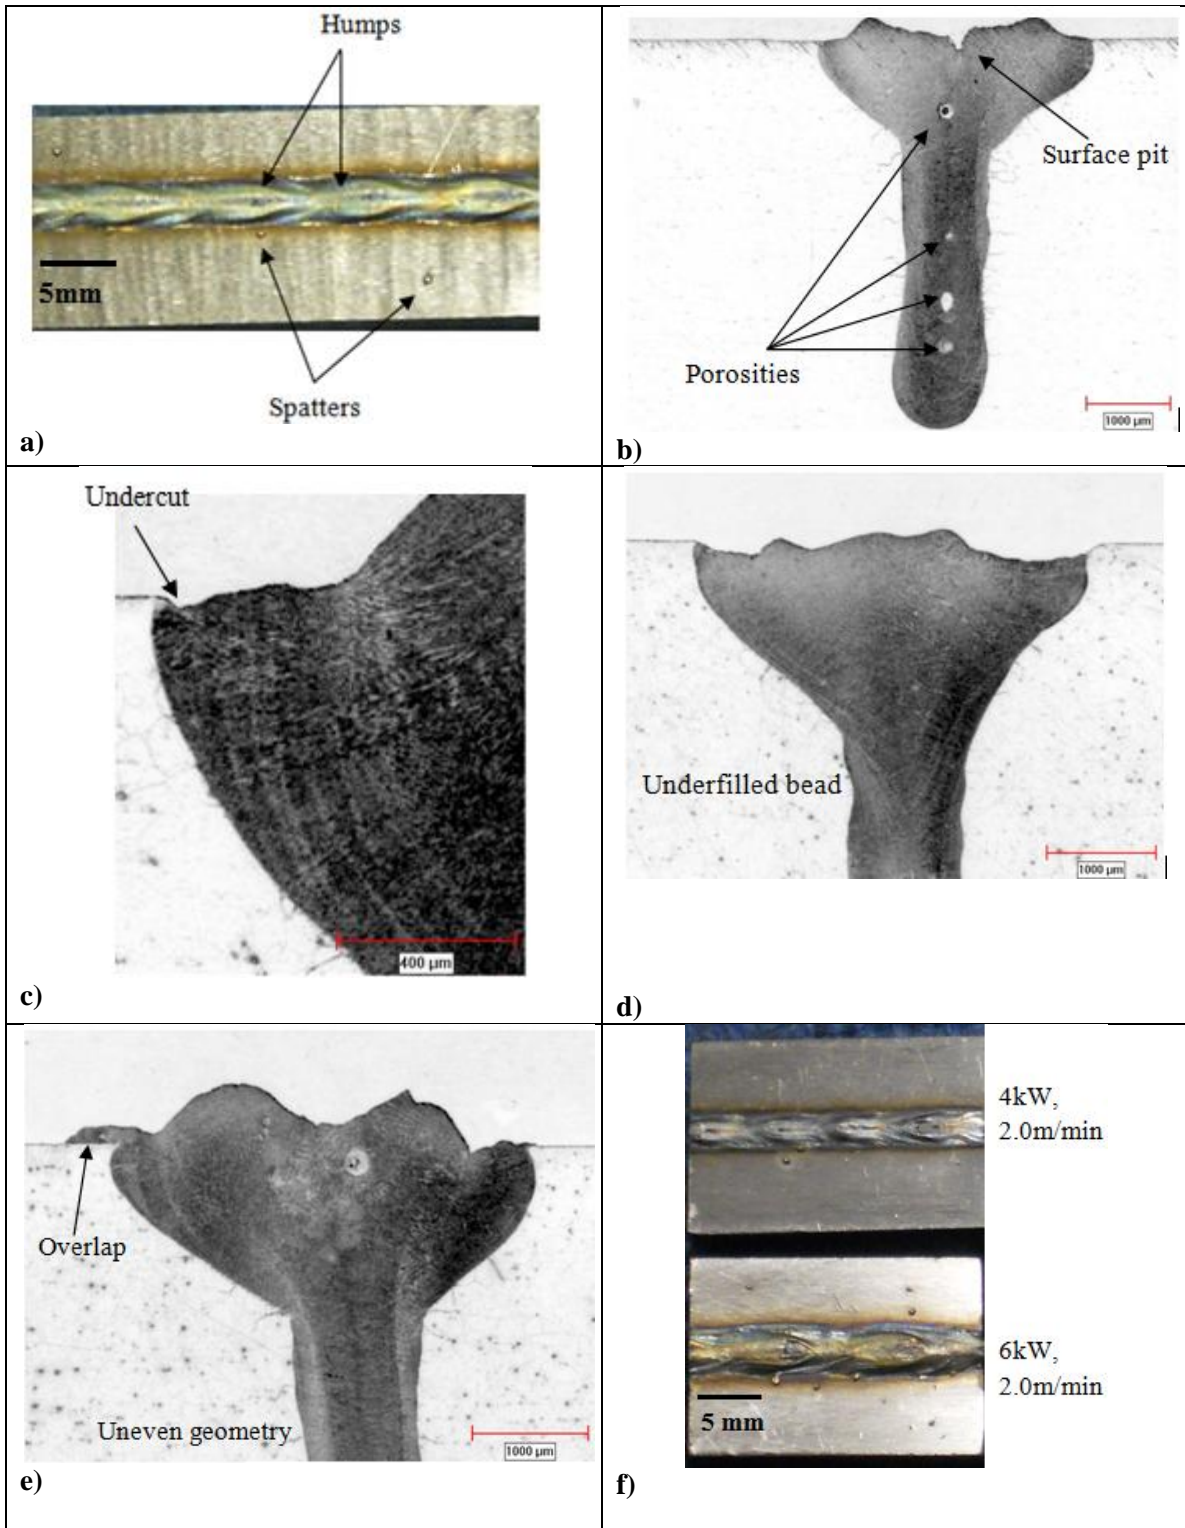 Humps
5mm
Spatters
a)
Surface pit
Porosities
1000 µm
b)
Undercut
400 µm
c)
Underfilled bead
1000 µm
d)
Overlap
Uneven geometry
1000 µm
e)
4kW,
2.0m/min
6kW,
2.0m/min
5 mm
f)